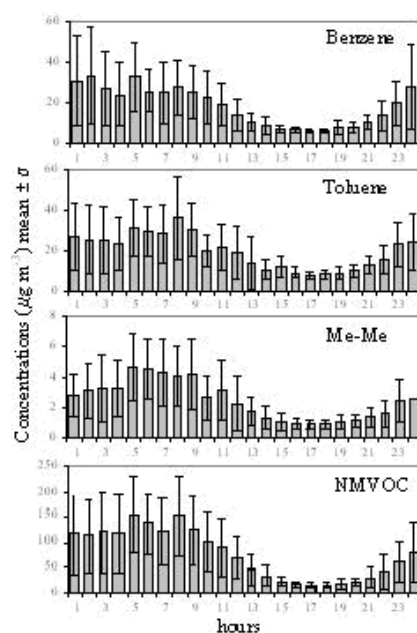 Concentrations (μg m⁻³) mean ± σ
60
40
20
0
Benzene
1 3 5 7 9 11 13 15 17 19 21 23
60
40
20
0
Toluene
1 3 5 7 9 11 13 15 17 19 21 23
8
6
4
2
0
Me-Me
1 3 5 7 9 11 13 15 17 19 21 23
250
200
150
100
50
0
NMVOC
1 3 5 7 9 11 13 15 17 19 21 23
hours